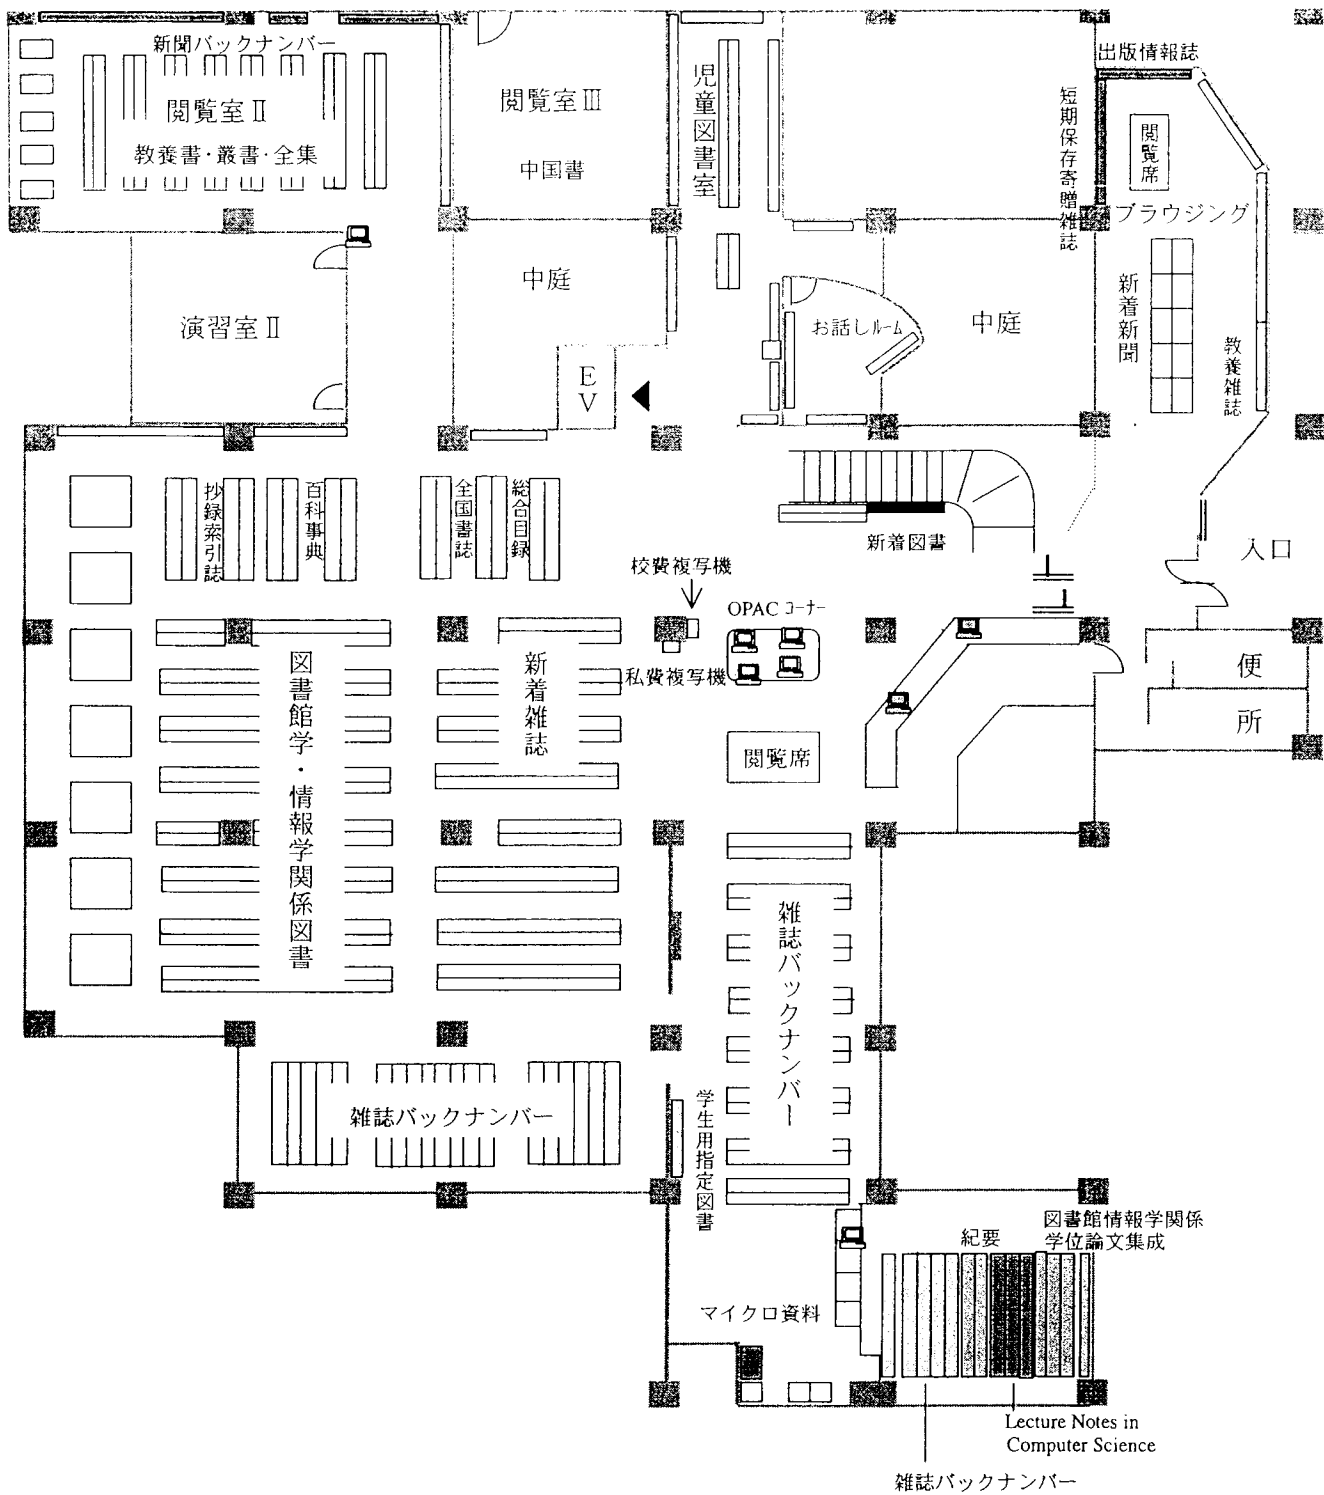 新聞バックナンバー
閲覧室Ⅱ
教養書・叢書・全集
閲覧室Ⅲ
中国書
児童図書室
出版情報誌
短期保存寄贈雑誌
閲覧席
ブラウジング
新着新聞
教養雑誌
演習室Ⅱ
中庭
EV
お話しルーム
中庭
抄録索引誌
百科事典
全国書誌
総合目録
新着図書
入口
校費複写機
OPAC コーナー
私費複写機
図書館学・情報学関係図書
新着雑誌
閲覧席
便
所
雑誌バックナンバー
雑誌バックナンバー
学生用指定図書
マイクロ資料
紀要
図書館情報学関係
学位論文集成
Lecture Notes in
Computer Science
雑誌バックナンバー